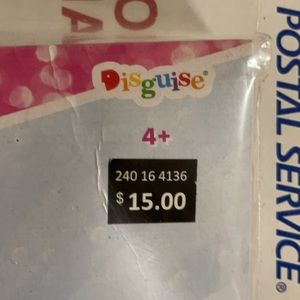 Disguise®
4+
240 16 4136
$ 15.00
POSTAL SERVICE®